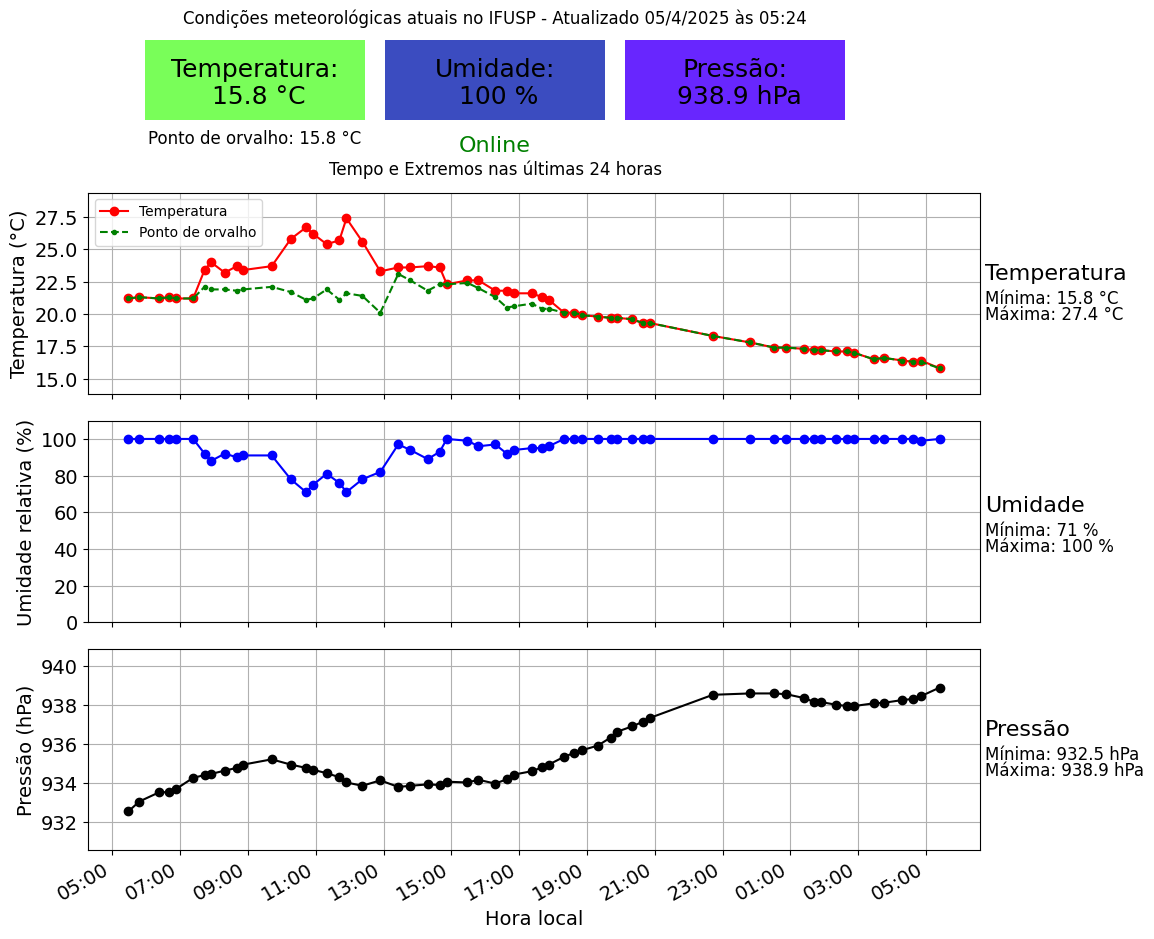 Condições meteorológicas atuais no IFUSP - Atualizado 05/4/2025 às 05:24
Temperatura:
15.8 °C
Umidade:
100 %
Pressão:
938.9 hPa
Ponto de orvalho: 15.8 °C
Online
Tempo e Extremos nas últimas 24 horas
Temperatura (°C)
27.5
25.0
22.5
20.0
17.5
15.0
Temperatura
Ponto de orvalho
Temperatura
Mínima: 15.8 °C
Máxima: 27.4 °C
Umidade relativa (%)
100
80
60
40
20
0
Umidade
Mínima: 71 %
Máxima: 100 %
Pressão (hPa)
940
938
936
934
932
Pressão
Mínima: 932.5 hPa
Máxima: 938.9 hPa
05:00
07:00
09:00
11:00
13:00
15:00
17:00
19:00
21:00
23:00
01:00
03:00
05:00
Hora local